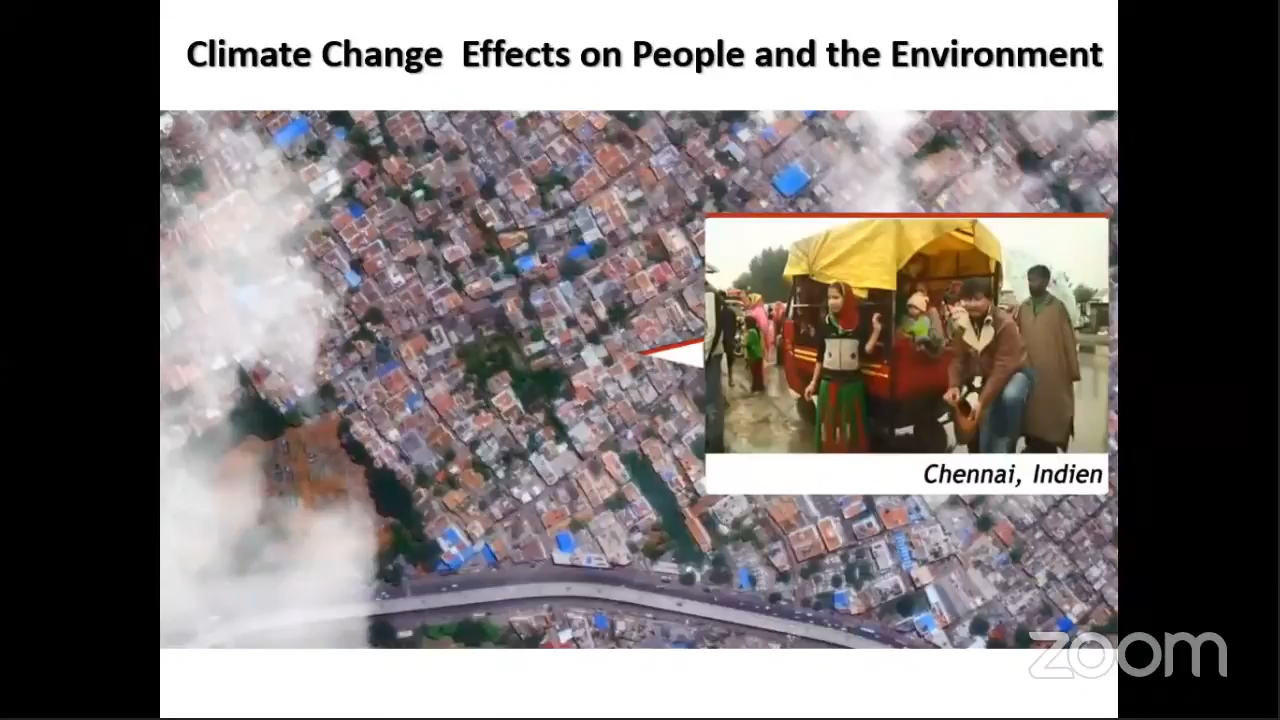 Climate Change  Effects on People and the Environment
Chennai, Indien
zoom